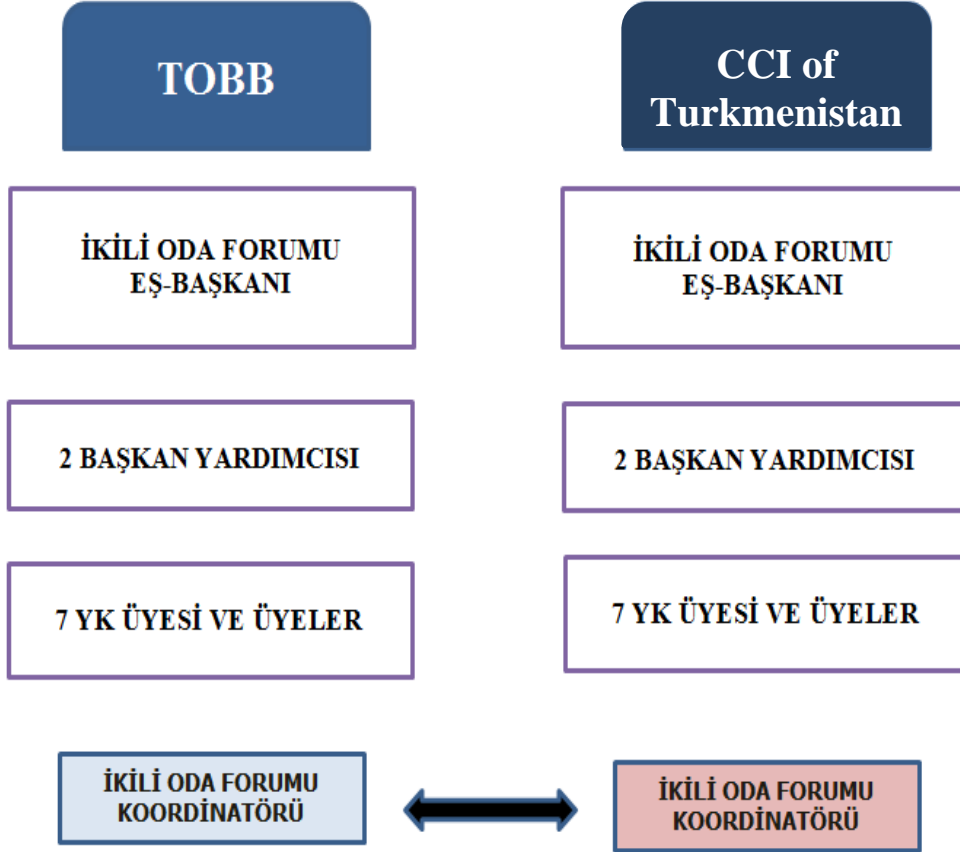 TOBB
CCI of
Turkmenistan
İKİLİ ODA FORUMU
EŞ-BAŞKANI
İKİLİ ODA FORUMU
EŞ-BAŞKANI
2 BAŞKAN YARDIMCISI
2 BAŞKAN YARDIMCISI
7 YK ÜYESİ VE ÜYELER
7 YK ÜYESİ VE ÜYELER
İKİLİ ODA FORUMU
KOORDİNATÖRÜ
İKİLİ ODA FORUMU
KOORDİNATÖRÜ